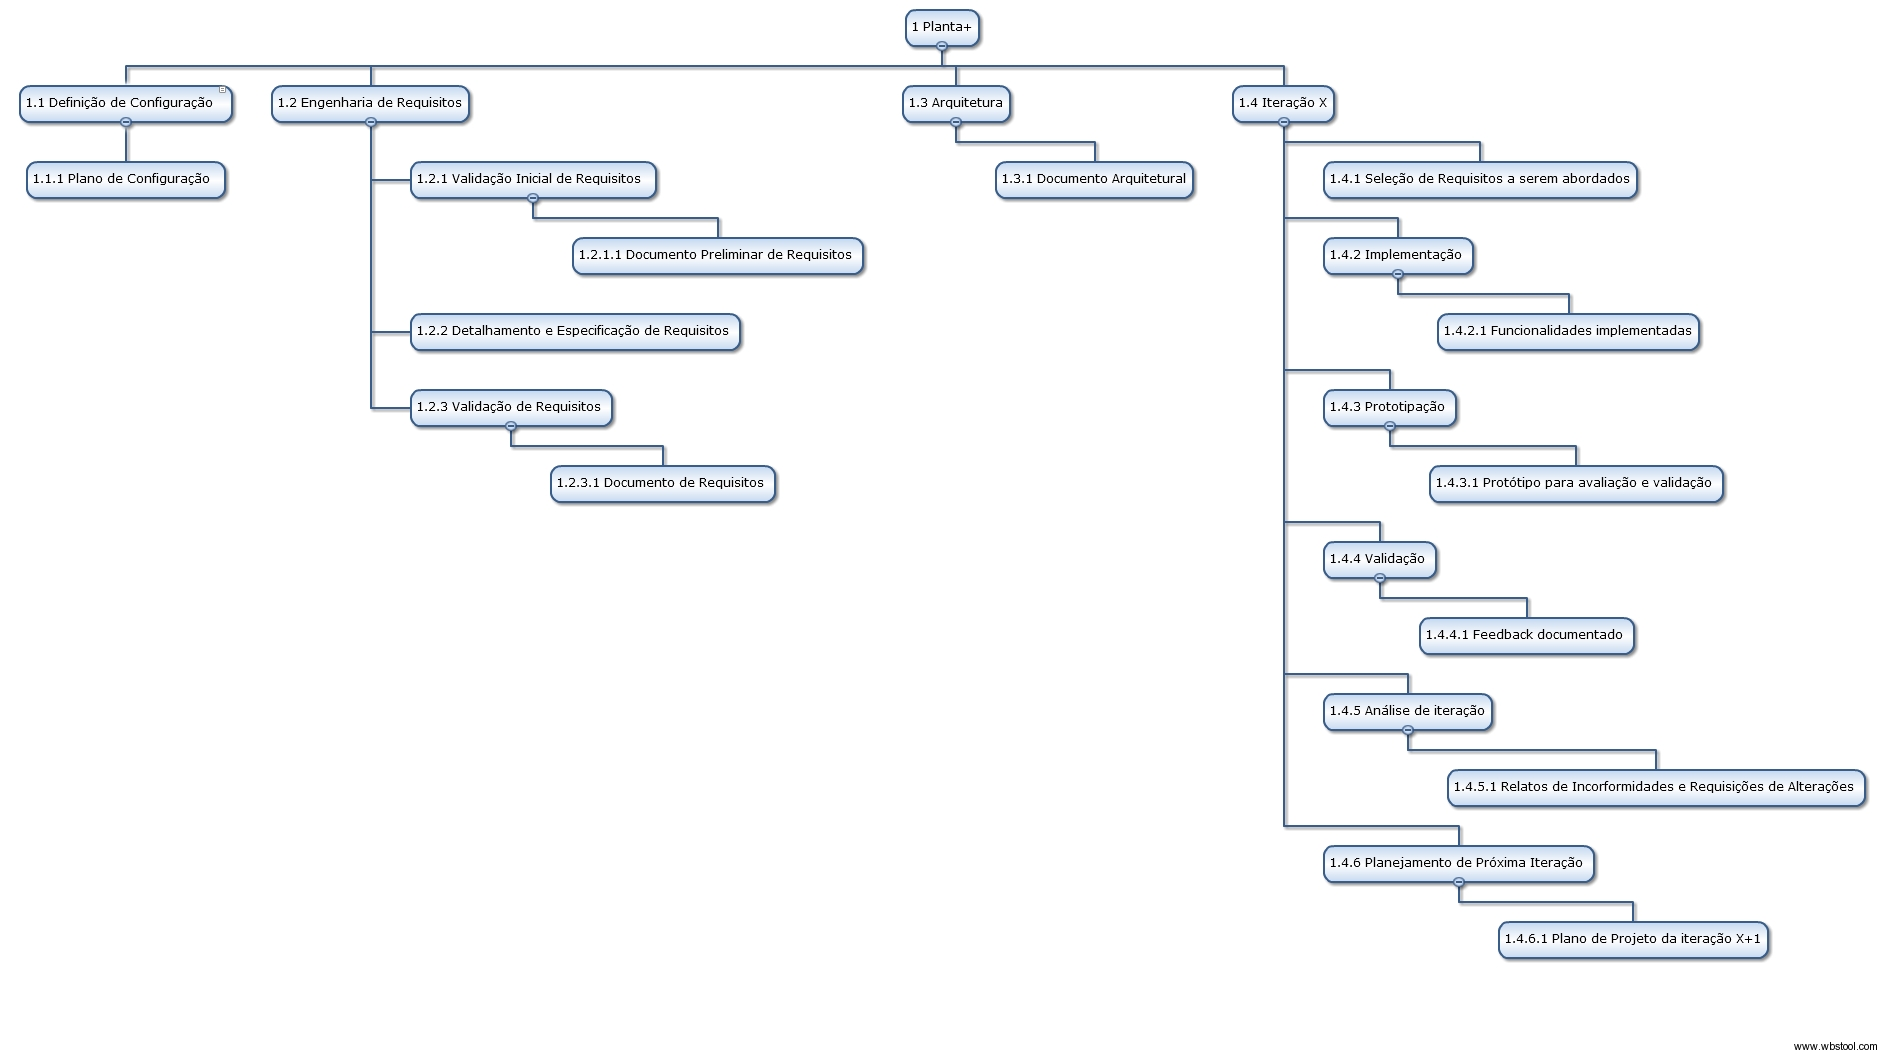 1 Planta+
1.1 Definição de Configuração
1.1.1 Plano de Configuração
1.2 Engenharia de Requisitos
1.2.1 Validação Inicial de Requisitos
1.2.1.1 Documento Preliminar de Requisitos
1.2.2 Detalhamento e Especificação de Requisitos
1.2.3 Validação de Requisitos
1.2.3.1 Documento de Requisitos
1.3 Arquitetura
1.3.1 Documento Arquitetural
1.4 Iteração X
1.4.1 Seleção de Requisitos a serem abordados
1.4.2 Implementação
1.4.2.1 Funcionalidades implementadas
1.4.3 Prototipação
1.4.3.1 Protótipo para avaliação e validação
1.4.4 Validação
1.4.4.1 Feedback documentado
1.4.5 Análise de iteração
1.4.5.1 Relatos de Incorformidades e Requisições de Alterações
1.4.6 Planejamento de Próxima Iteração
1.4.6.1 Plano de Projeto da iteração X+1
www.wbstool.com